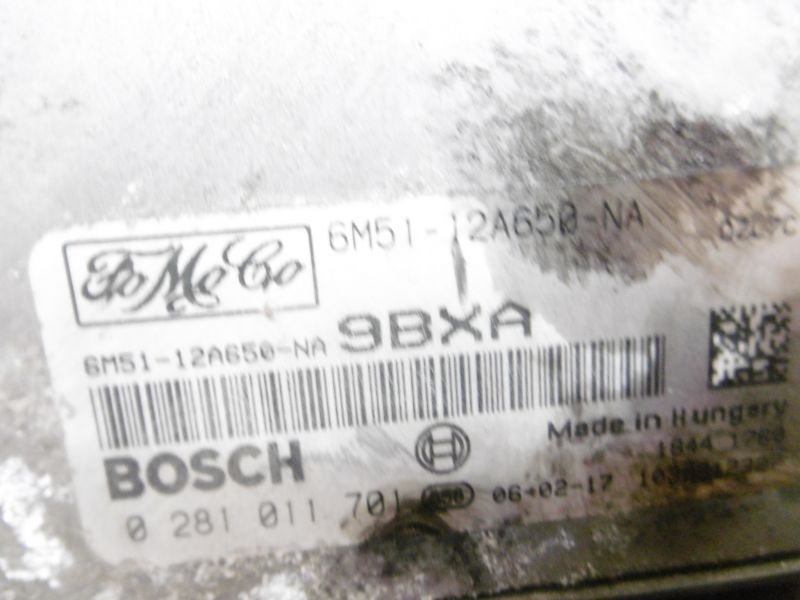 FoMoCo
6M51-12A650-NA
9BXA
6M51-12A650-NA
Made in Hungary
BOSCH
1844 1760
0 281 011 701 06-02-17